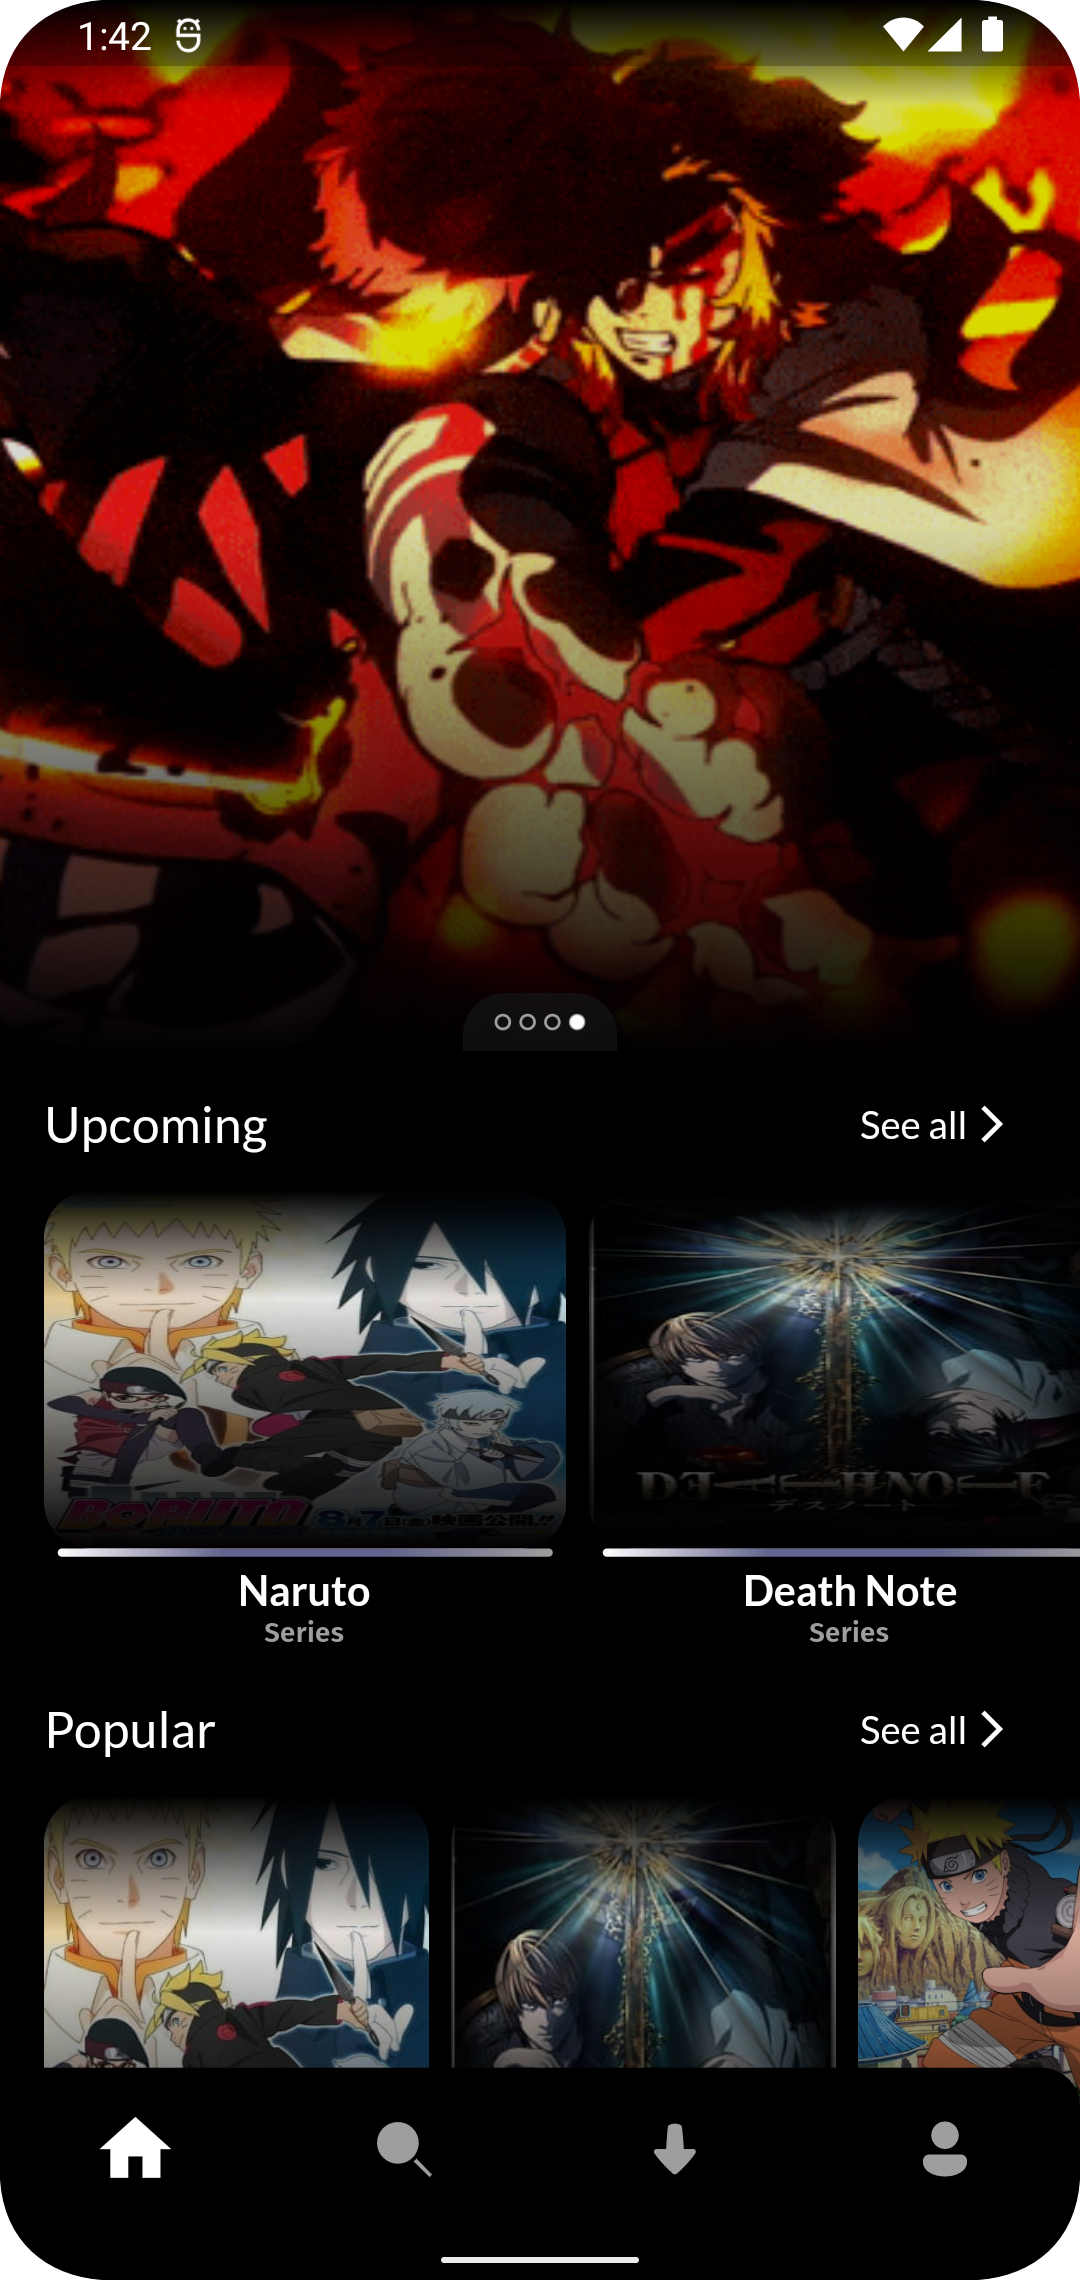 1:42
Upcoming
See all
BORUTO
8月7日(金)映画公開!!
DEATH NOTE
デスノート
Naruto
Series
Death Note
Series
Popular
See all